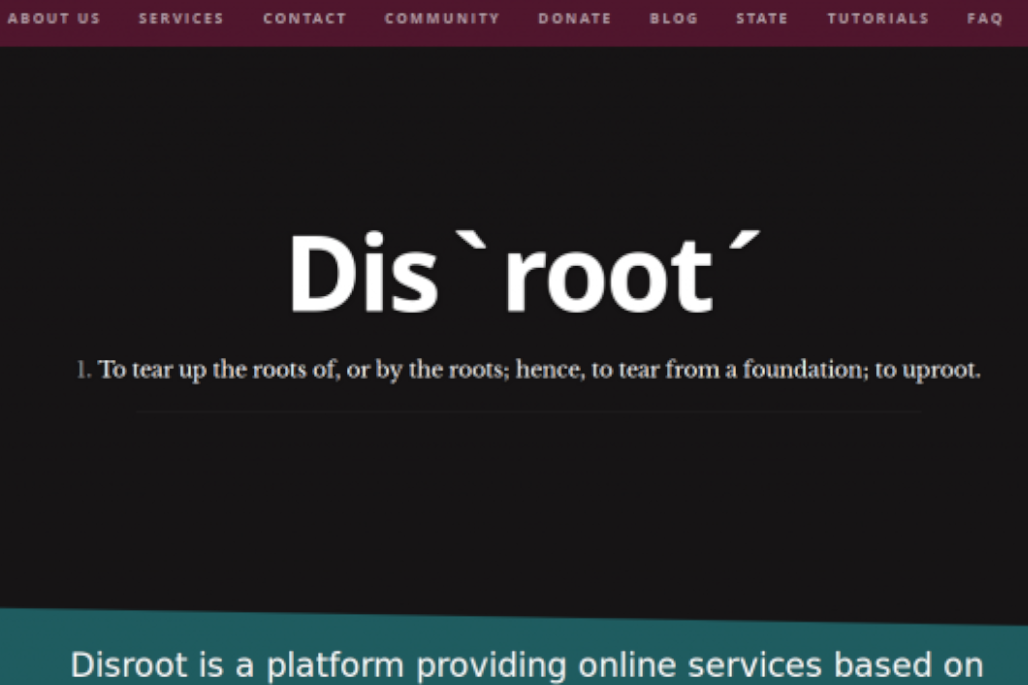 ABOUT US SERVICES CONTACT COMMUNITY DONATE BLOG STATE TUTORIALS FAQ
Dis`root´
1. To tear up the roots of, or by the roots; hence, to tear from a foundation; to uproot.
Disroot is a platform providing online services based on